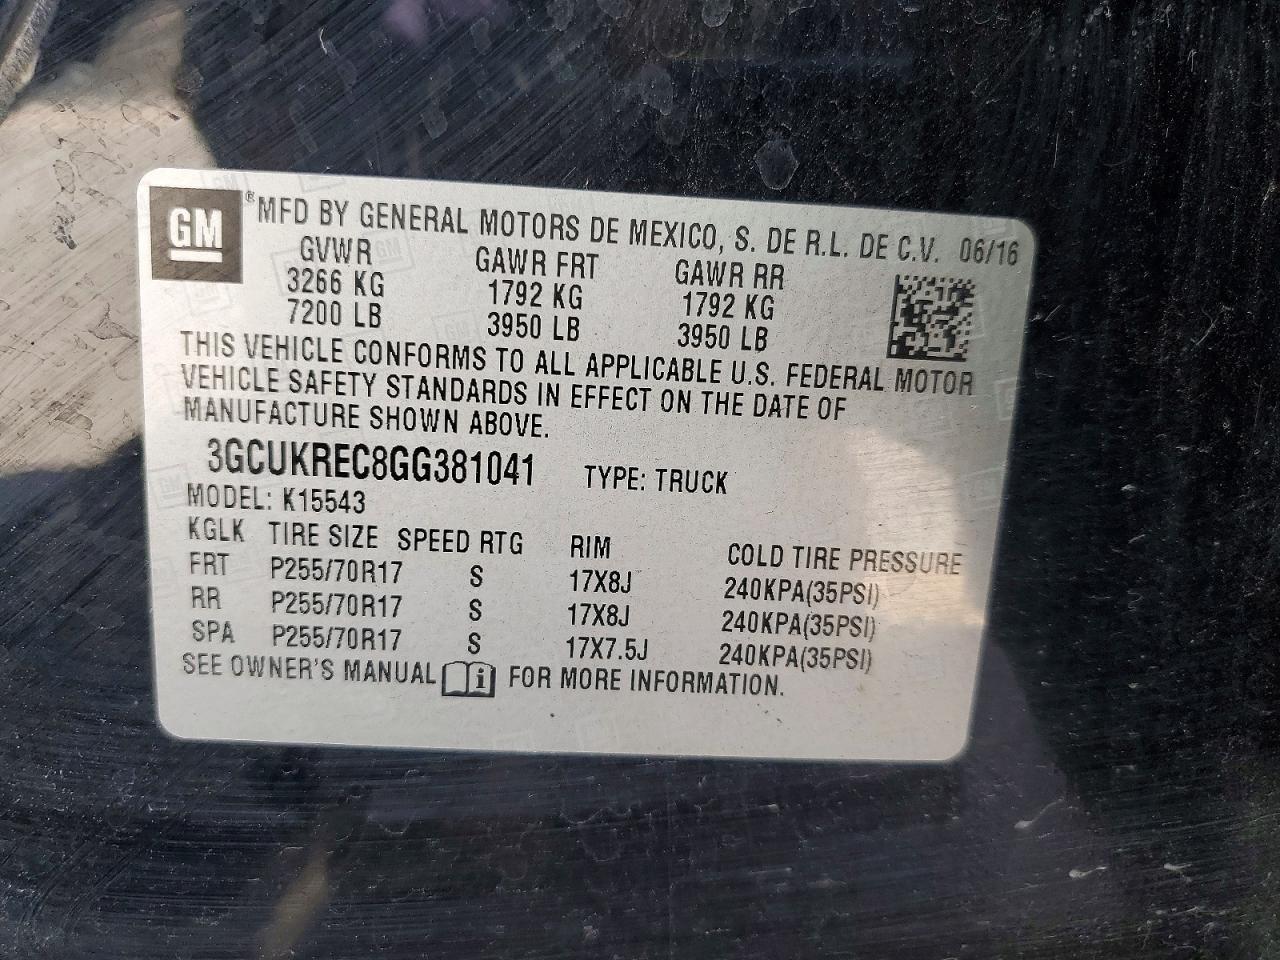 GM ® MFD BY GENERAL MOTORS DE MEXICO, S. DE R.L. DE C.V. 06/16
GVWR GAWR FRT GAWR RR
3266 KG 1792 KG 1792 KG
7200 LB 3950 LB 3950 LB
THIS VEHICLE CONFORMS TO ALL APPLICABLE U.S. FEDERAL MOTOR
VEHICLE SAFETY STANDARDS IN EFFECT ON THE DATE OF
MANUFACTURE SHOWN ABOVE.
3GCUKREC8GG381041 TYPE: TRUCK
MODEL: K15543
KGLK TIRE SIZE SPEED RTG RIM COLD TIRE PRESSURE
FRT P255/70R17 S 17X8J 240KPA(35PSI)
RR P255/70R17 S 17X8J 240KPA(35PSI)
SPA P255/70R17 S 17X7.5J 240KPA(35PSI)
SEE OWNER'S MANUAL i FOR MORE INFORMATION.